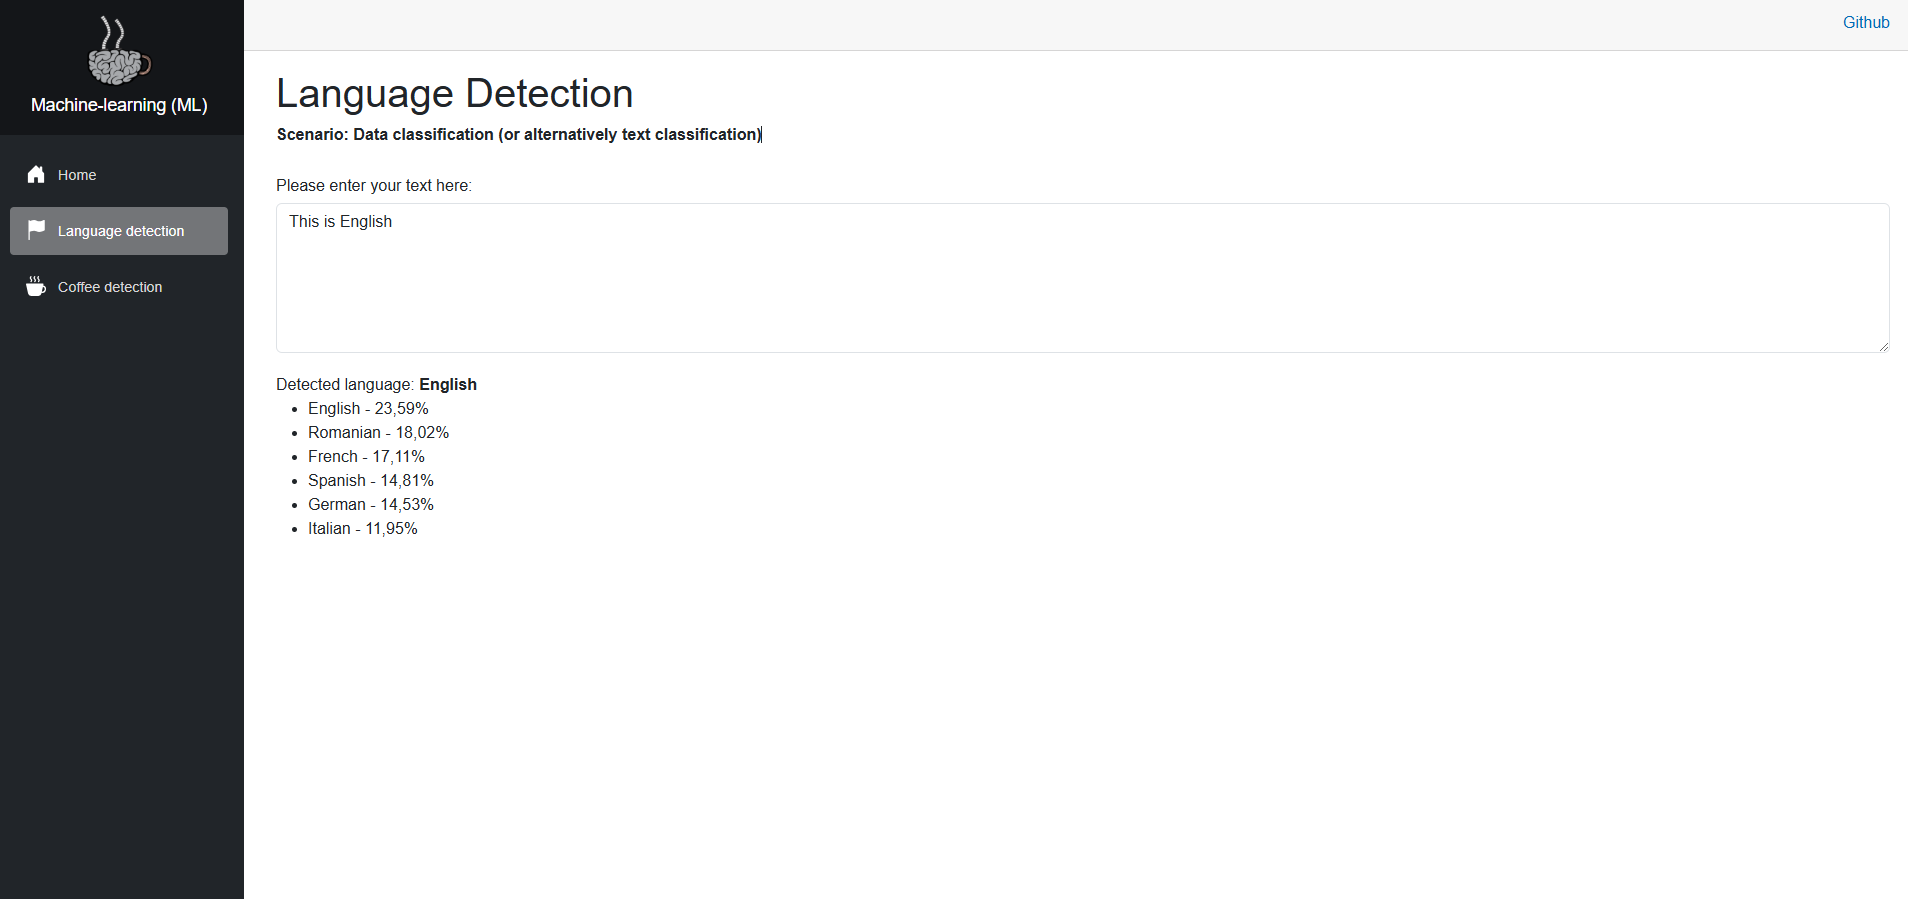 Machine-learning (ML)
Home
Language detection
Coffee detection
Github
Language Detection
Scenario: Data classification (or alternatively text classification)
Please enter your text here:
This is English
Detected language: English
English - 23,59%
Romanian - 18,02%
French - 17,11%
Spanish - 14,81%
German - 14,53%
Italian - 11,95%